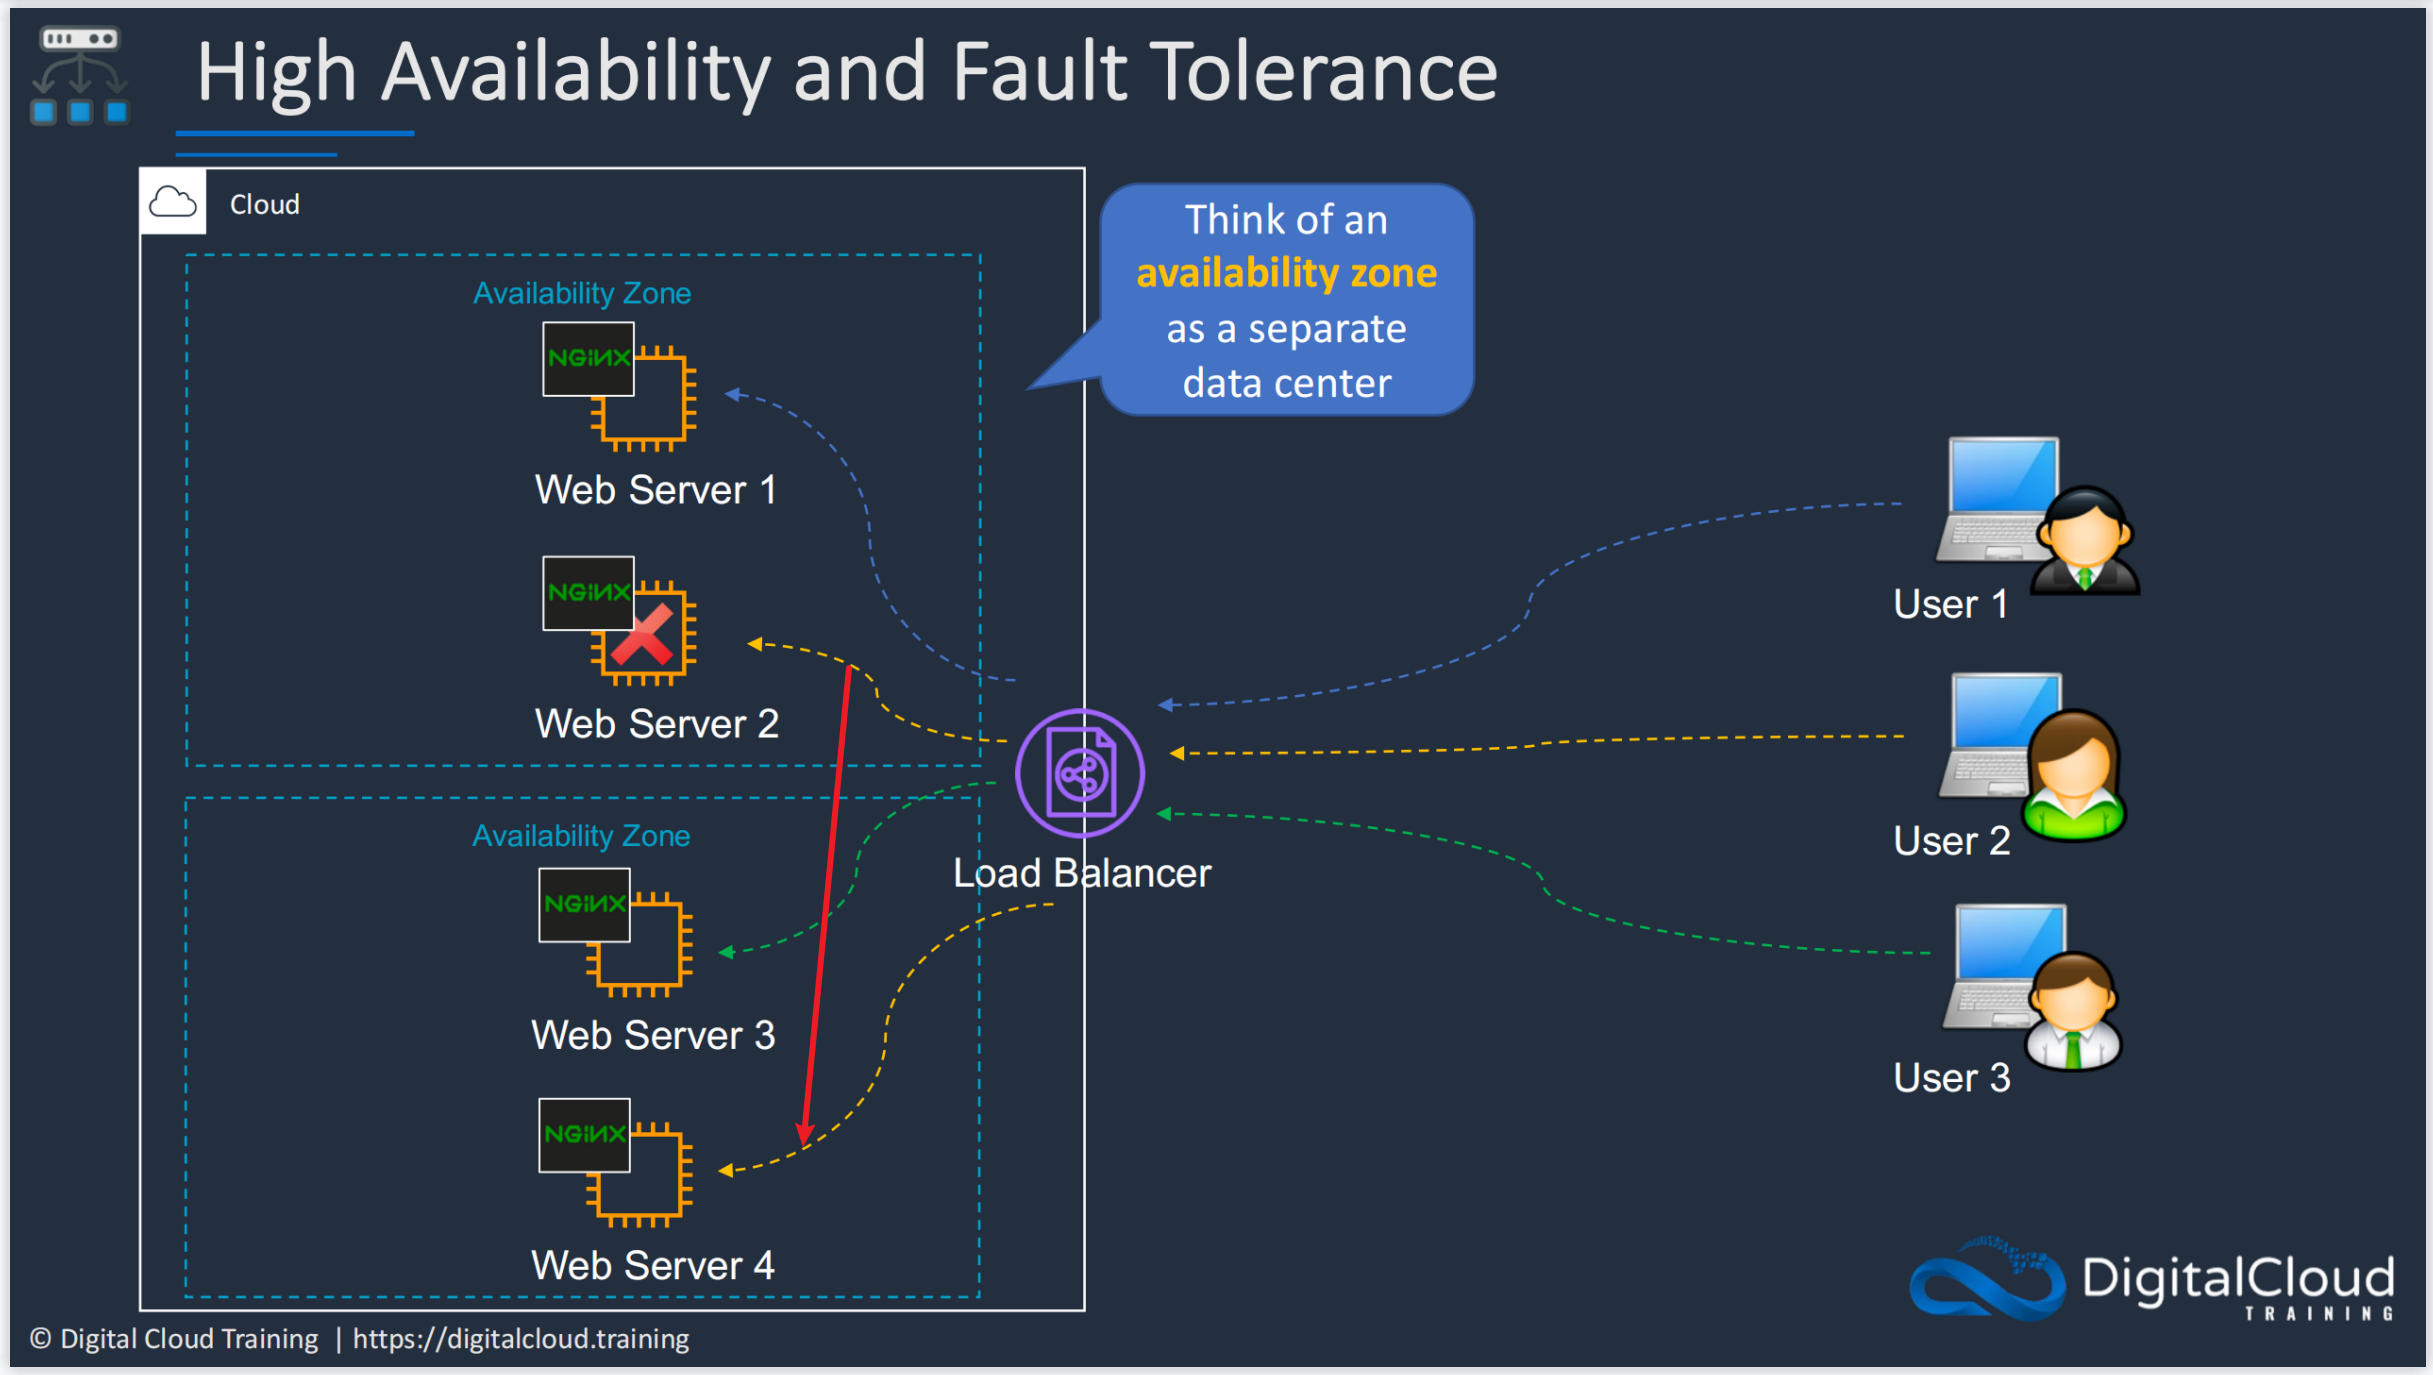 High Availability and Fault Tolerance
Cloud
Think of an
availability zone
as a separate
data center
Availability Zone
NGINX
Web Server 1
NGINX
Web Server 2
Availability Zone
NGINX
Web Server 3
NGINX
Web Server 4
Load Balancer
User 1
User 2
User 3
DigitalCloud
TRAINING
© Digital Cloud Training | https://digitalcloud.training